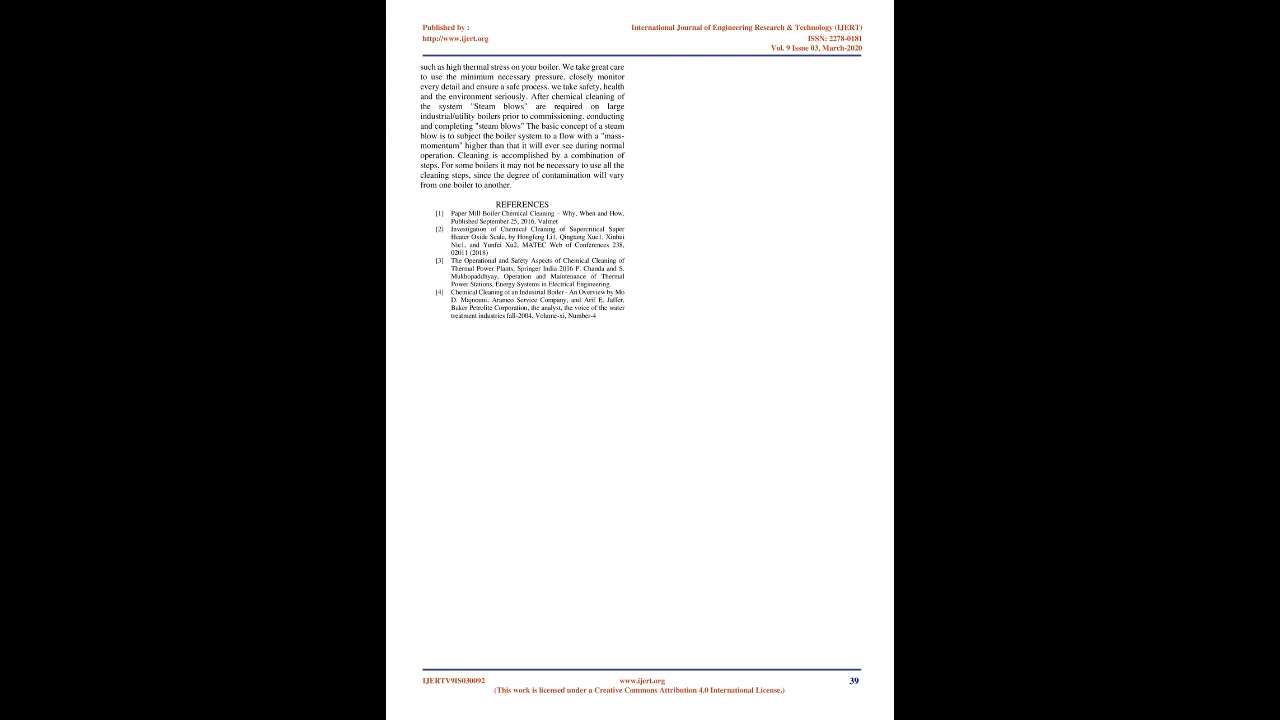 Published by :
International Journal of Engineering Research & Technology (IJERT)
http://www.ijert.org
ISSN: 2278-0181
Vol. 9 Issue 03, March-2020
such as high thermal stress on your boiler. We take great care
to use the minimum necessary pressure, closely monitor
every detail and ensure a safe process. we take safety, health
and the environment seriously. After chemical cleaning of
the system "Steam blows" are required on large
industrial/utility boilers prior to commissioning. conducting
and completing "steam blows" The basic concept of a steam
blow is to subject the boiler system to a flow with a "mass-
momentum" higher than that it will ever see during normal
operation. Cleaning is accomplished by a combination of
steps. For some boilers it may not be necessary to use all the
cleaning steps, since the degree of contamination will vary
from one boiler to another.
REFERENCES
[1] Paper Mill Boiler Chemical Cleaning – Why, When and How,
Published September 25, 2016, Valmet
[2] Investigation of Chemical Cleaning of Supercritical Super
Heater Oxide Scale, by Hongfeng Li1, Qingtang Xue1, Xinhui
Nie1, and Yunfei Xu2, MATEC Web of Conferences 238,
02011 (2018)
[3] The Operational and Safety Aspects of Chemical Cleaning of
Thermal Power Plants, Springer India 2016 P. Chanda and S.
Mukhopaddhyay, Operation and Maintenance of Thermal
Power Stations, Energy Systems in Electrical Engineering.
[4] Chemical Cleaning of an Industrial Boiler - An Overview by Mo
D. Majnouni, Aramco Service Company, and Arif E. Jaffer,
Baker Petrolite Corporation, the analyst, the voice of the water
treatment industries fall-2004, Volume-xi, Number-4
IJERTV9IS030092
www.ijert.org
39
(This work is licensed under a Creative Commons Attribution 4.0 International License.)